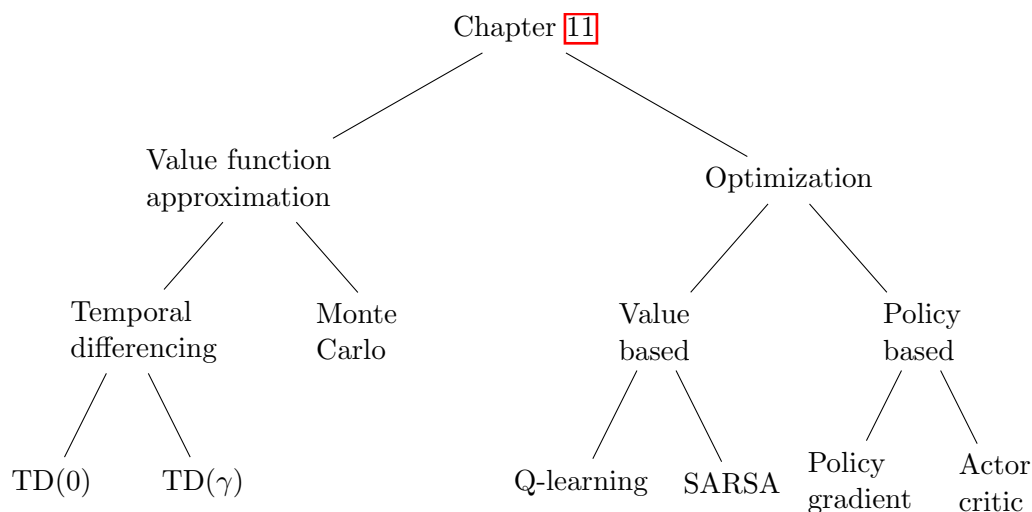 Chapter 11
Value function
approximation
Optimization
Temporal
differencing
Monte
Carlo
Value
based
Policy
based
TD(0)
TD(γ)
Q-learning
SARSA
Policy
gradient
Actor
critic